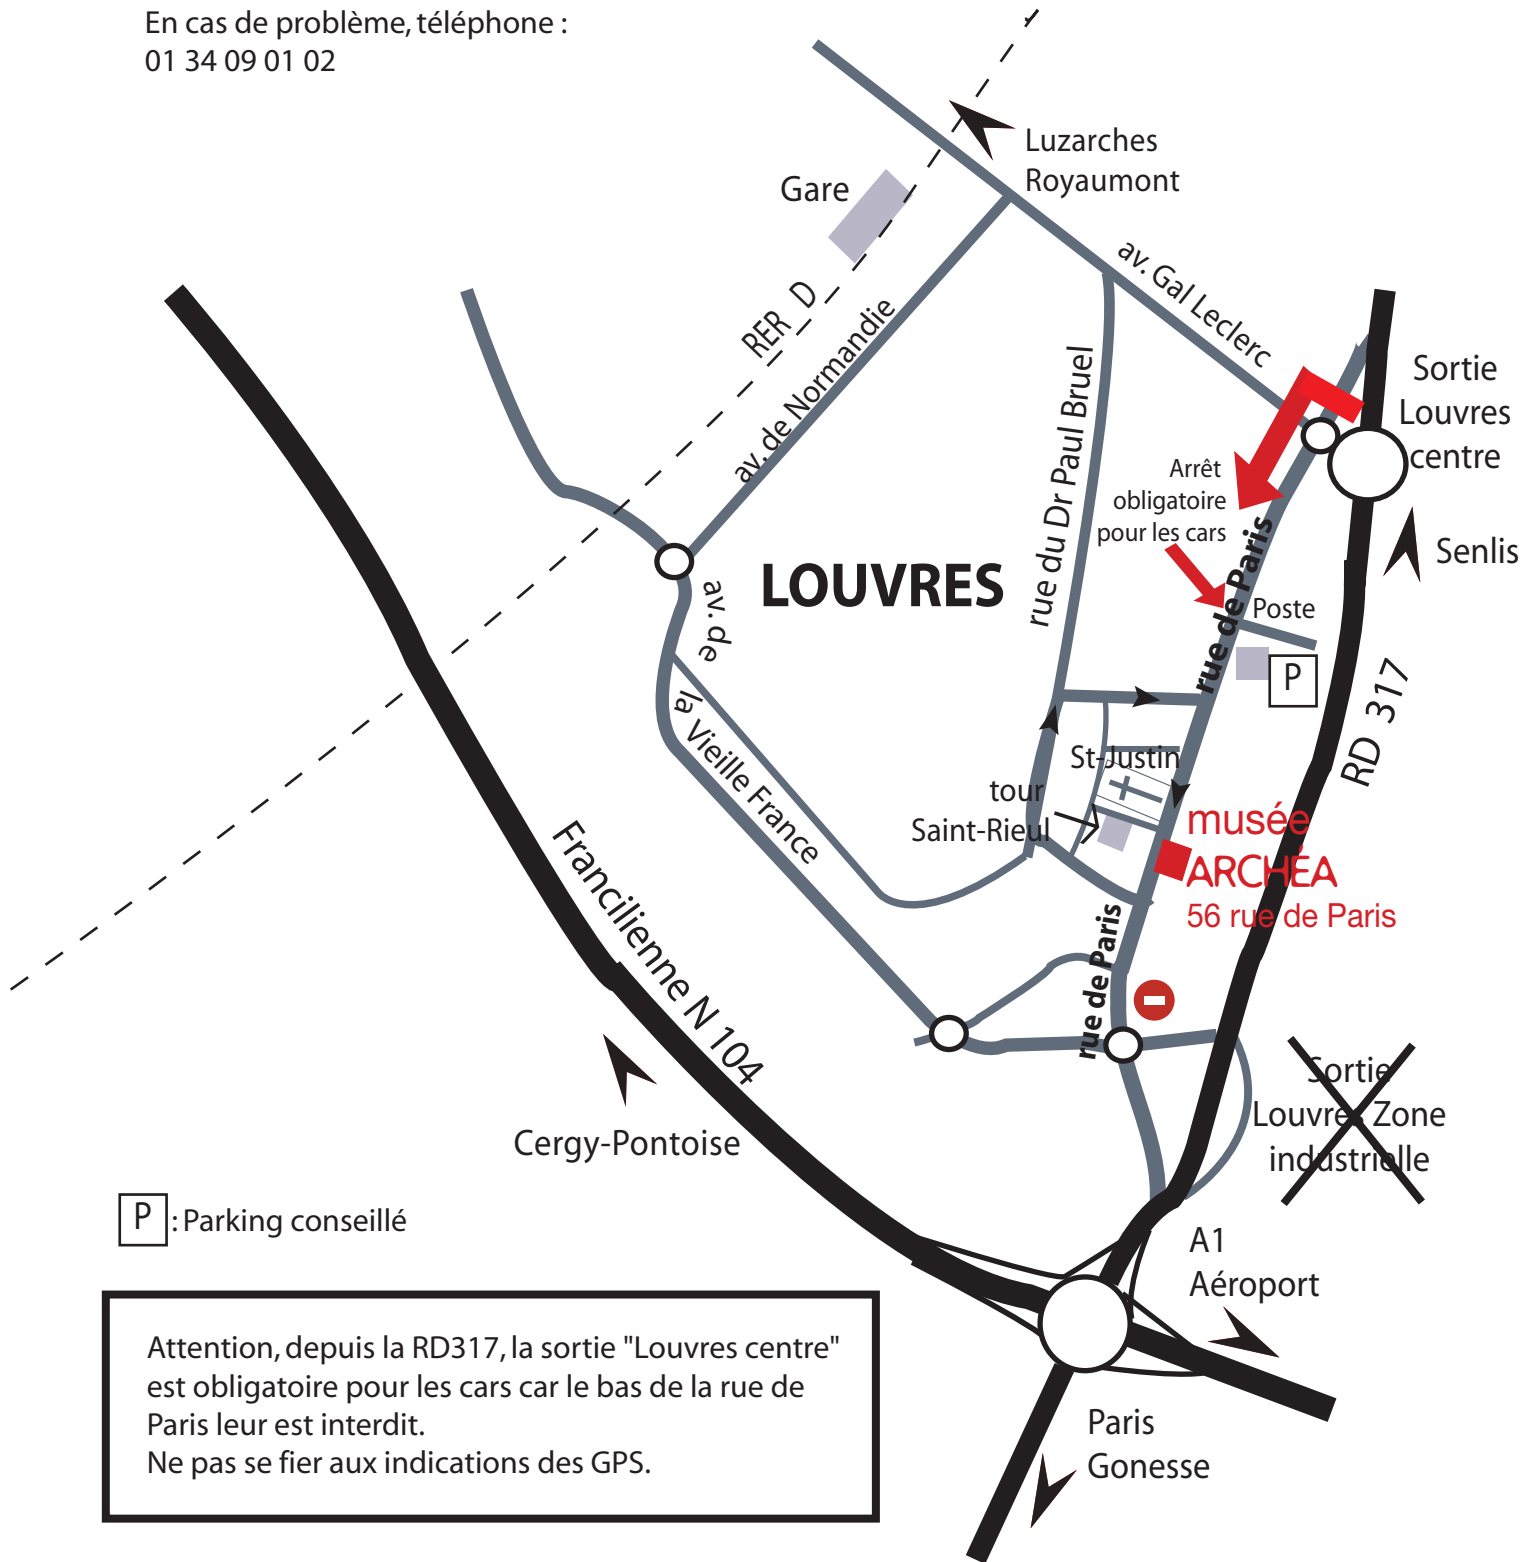 En cas de problème, téléphone :
01 34 09 01 02
Luzarches
Royaumont
Gare
av. Gal Leclerc
RER D
av. de Normandie
rue du Dr Paul Bruel
Sortie
Louvres
centre
Arrêt
obligatoire
pour les cars
rue de Paris
Senlis
LOUVRES
Poste
P
RD 317
av. de
la Vieille France
St-Justin
tour
Saint-Rieul
musée
ARCHÉA
56 rue de Paris
Francilienne N 104
rue de Paris
Sortie
Louvres Zone
industrielle
Cergy-Pontoise
P : Parking conseillé
A1
Aéroport
Attention, depuis la RD317, la sortie "Louvres centre"
est obligatoire pour les cars car le bas de la rue de
Paris leur est interdit.
Ne pas se fier aux indications des GPS.
Paris
Gonesse